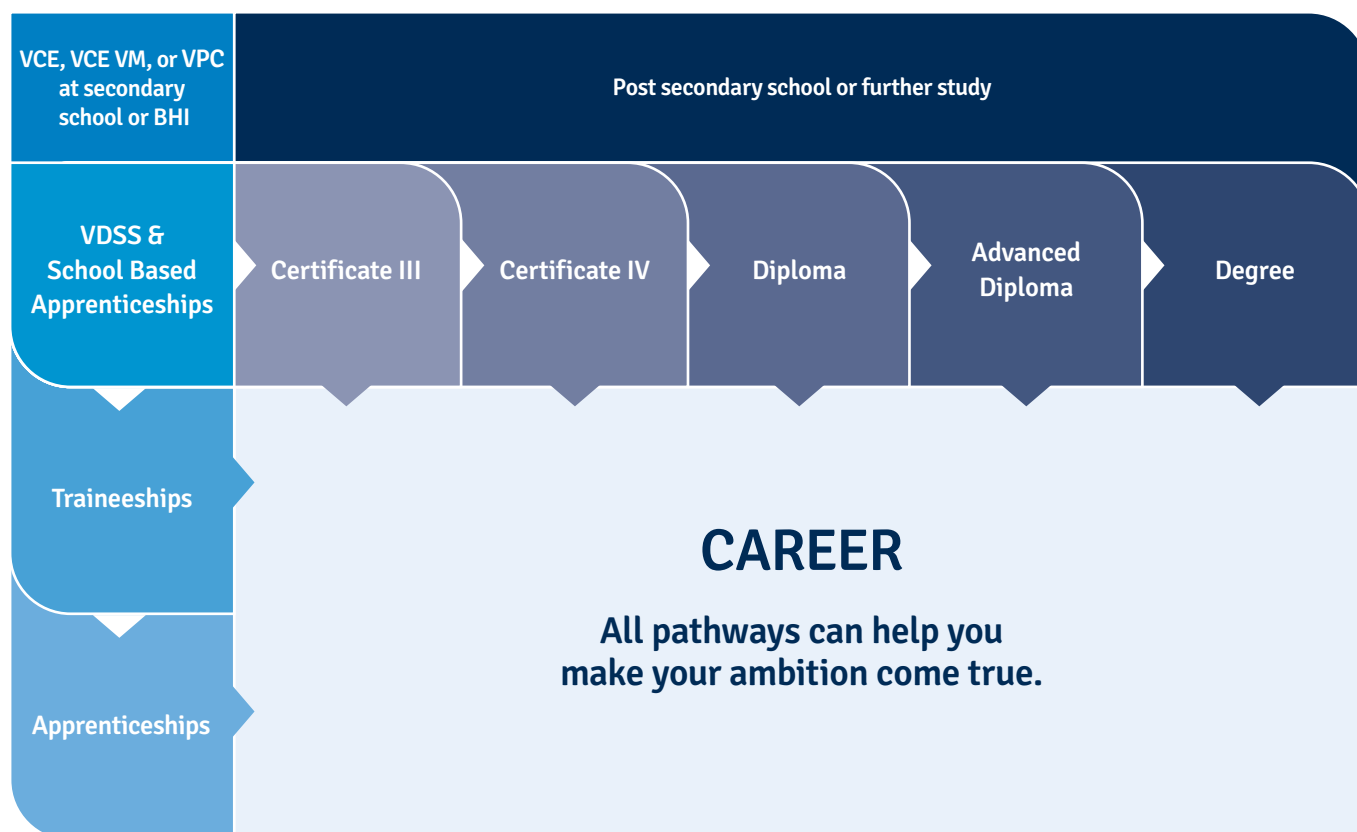 VCE, VCE VM, or VPC
at secondary
school or BHI
Post secondary school or further study
VDSS &
School Based
Apprenticeships
Certificate III
Certificate IV
Diploma
Advanced
Diploma
Degree
Traineeships
CAREER
All pathways can help you
make your ambition come true.
Apprenticeships